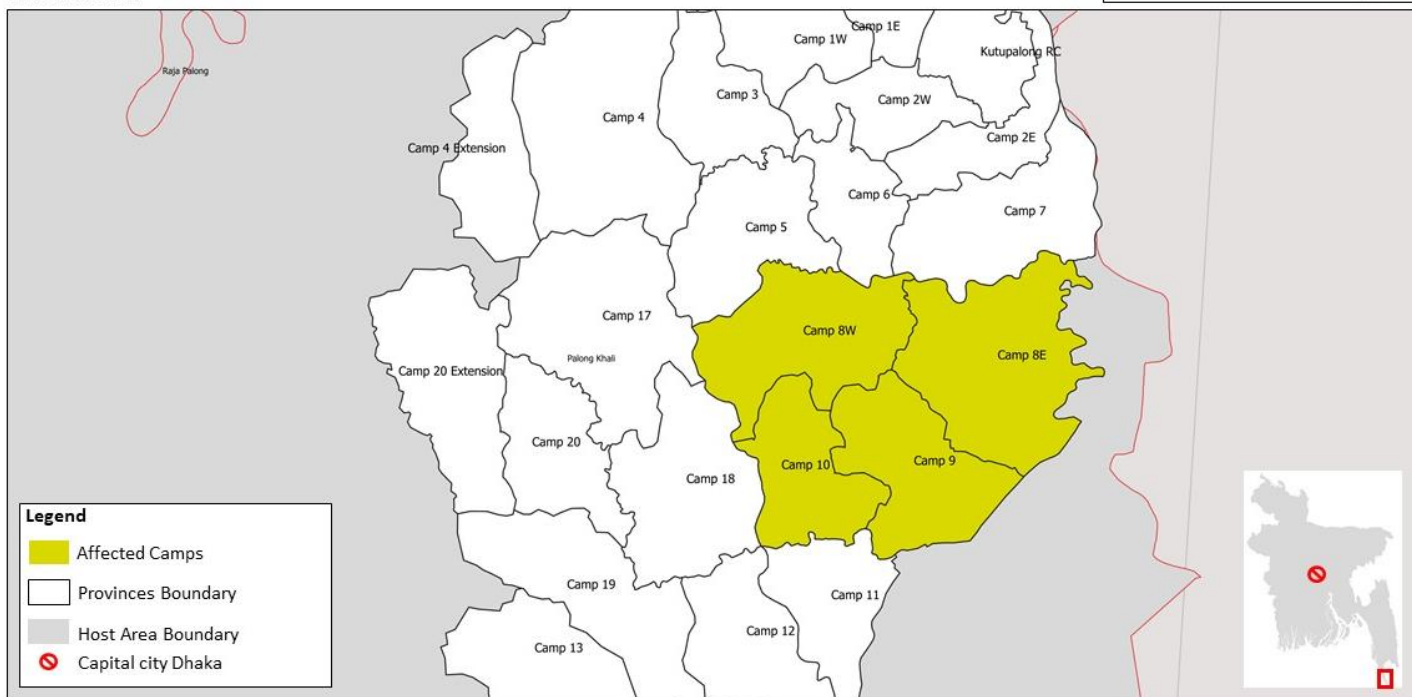 Camp 1E
Camp 1W
Kutupalong RC
Raja Palong
Camp 3
Camp 2W
Camp 4
Camp 2E
Camp 4 Extension
Camp 6
Camp 7
Camp 5
Camp 17
Camp 8W
Palong Khali
Camp 8E
Camp 20 Extension
Camp 20
Camp 10
Camp 9
Camp 18
Camp 19
Camp 11
Camp 12
Camp 13
Legend
Affected Camps
Provinces Boundary
Host Area Boundary
Capital city Dhaka